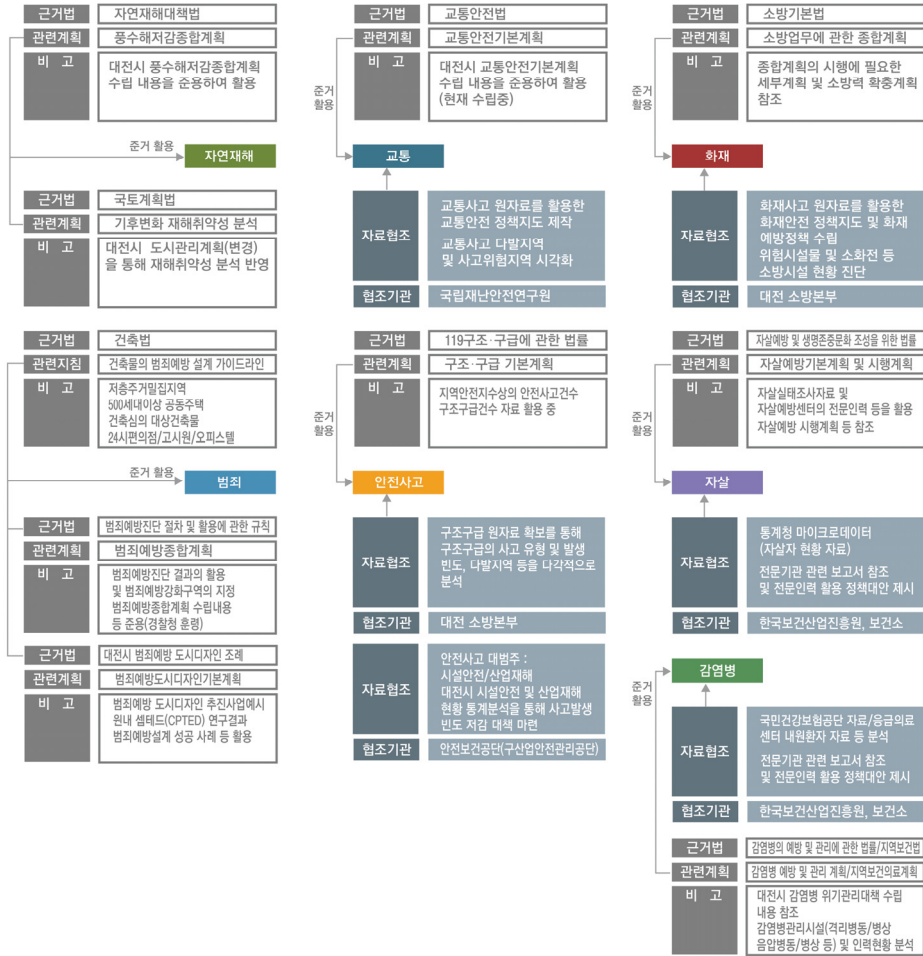 근거법 자연재해대책법
관련계획 풍수해저감종합계획
비 고 대전시 풍수해저감종합계획
수립 내용을 준용하여 활용
준거 활용
자연재해
근거법 국토계획법
관련계획 기후변화 재해취약성 분석
비 고 대전시 도시관리계획(변경)
을 통해 재해취약성 분석 반영
근거법 교통안전법
관련계획 교통안전기본계획
비 고 대전시 교통안전기본계획
수립 내용을 준용하여 활용
(현재 수립중)
준거
활용
교통
자료협조 교통사고 원자료를 활용한
교통안전 정책지도 제작
교통사고 다발지역
및 사고위험지역 시각화
협조기관 국립재난안전연구원
근거법 소방기본법
관련계획 소방업무에 관한 종합계획
비 고 종합계획의 시행에 필요한
세부계획 및 소방력 확충계획
참조
준거
활용
화재
자료협조 화재사고 원자료를 활용한
화재안전 정책지도 및 화재
예방정책 수립
위험시설물 및 소화전 등
소방시설 현황 진단
협조기관 대전 소방본부
근거법 건축법
관련지침 건축물의 범죄예방 설계 가이드라인
비 고 저층주거밀집지역
500세대이상 공동주택
건축심의 대상건축물
24시편의점/고시원/오피스텔
준거 활용
범죄
근거법 범죄예방진단 절차 및 활용에 관한 규칙
관련계획 범죄예방종합계획
비 고 범죄예방진단 결과의 활용
및 범죄예방강화구역의 지정
범죄예방종합계획 수립내용
등 준용(경찰청 훈령)
근거법 대전시 범죄예방 도시디자인 조례
관련계획 범죄예방도시디자인기본계획
비 고 범죄예방 도시디자인 추진사업예시
원내 셉테드(CPTED) 연구결과
범죄예방설계 성공 사례 등 활용
근거법 119구조·구급에 관한 법률
관련계획 구조·구급 기본계획
비 고 지역안전지수상의 안전사고건수
구조구급건수 자료 활용 중
준거
활용
안전사고
자료협조 구조구급 원자료 확보를 통해
구조구급의 사고 유형 및 발생
빈도, 다발지역 등을 다각적으로
분석
협조기관 대전 소방본부
자료협조 안전사고 대범주 :
시설안전/산업재해
대전시 시설안전 및 산업재해
현황 통계분석을 통해 사고발생
빈도 저감 대책 마련
협조기관 안전보건공단(구산업안전관리공단)
근거법 자살예방 및 생명존중문화 조성을 위한 법률
관련계획 자살예방기본계획 및 시행계획
비 고 자살실태조사자료 및
자살예방센터의 전문인력 등을 활용
자살예방 시행계획 등 참조
준거
활용
자살
자료협조 통계청 마이크로데이터
(자살자 현황 자료)
전문기관 관련 보고서 참조
및 전문인력 활용 정책대안 제시
협조기관 한국보건산업진흥원, 보건소
준거
활용
감염병
자료협조 국민건강보험공단 자료/응급의료
센터 내원환자 자료 등 분석
전문기관 관련 보고서 참조
및 전문인력 활용 정책대안 제시
협조기관 한국보건산업진흥원, 보건소
근거법 감염병의 예방 및 관리에 관한 법률/지역보건법
관련계획 감염병 예방 및 관리 계획/지역보건의료계획
비 고 대전시 감염병 위기관리대책 수립
내용 참조
감염병관리시설(격리병동/병상
음압병동/병상 등) 및 인력현황 분석